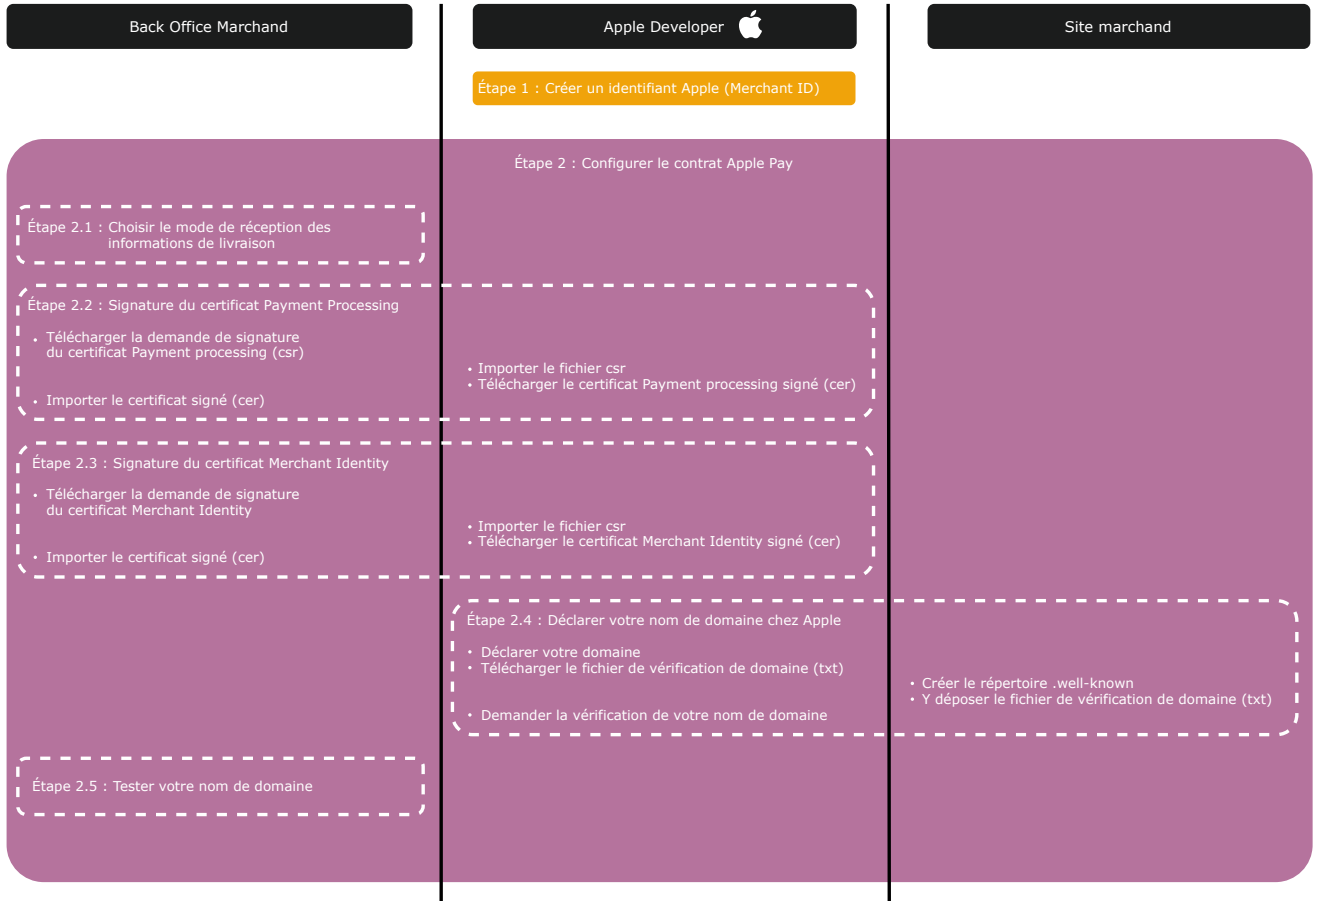 Back Office Marchand
Apple Developer
Site marchand
Étape 1 : Créer un identifiant Apple (Merchant ID)
Étape 2 : Configurer le contrat Apple Pay
Étape 2.1 : Choisir le mode de réception des
informations de livraison
Étape 2.2 : Signature du certificat Payment Processing
• Télécharger la demande de signature
du certificat Payment processing (csr)
• Importer le fichier csr
• Télécharger le certificat Payment processing signé (cer)
• Importer le certificat signé (cer)
Étape 2.3 : Signature du certificat Merchant Identity
• Télécharger la demande de signature
du certificat Merchant Identity
• Importer le fichier csr
• Télécharger le certificat Merchant Identity signé (cer)
• Importer le certificat signé (cer)
Étape 2.4 : Déclarer votre nom de domaine chez Apple
• Déclarer votre domaine
• Télécharger le fichier de vérification de domaine (txt)
• Créer le répertoire .well-known
• Y déposer le fichier de vérification de domaine (txt)
• Demander la vérification de votre nom de domaine
Étape 2.5 : Tester votre nom de domaine